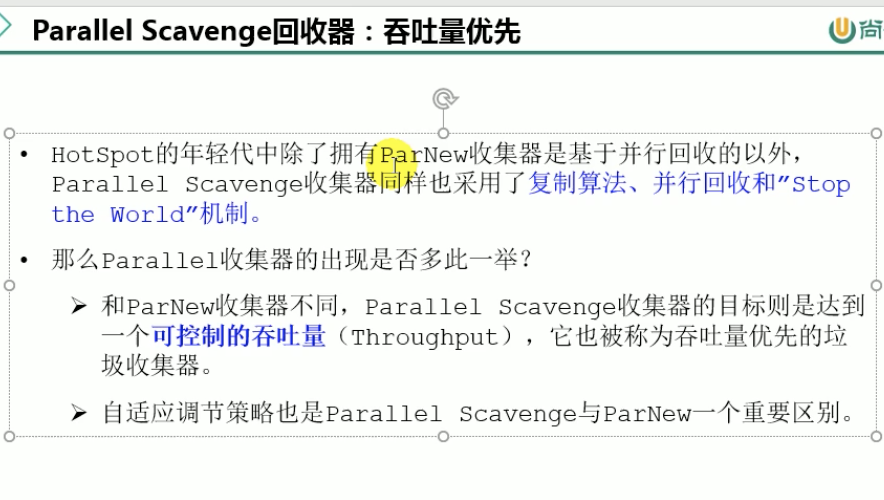 Parallel Scavenge回收器：吞吐量优先
尚
• HotSpot的年轻代中除了拥有ParNew收集器是基于并行回收的以外，
Parallel Scavenge收集器同样也采用了复制算法、并行回收和"Stop
the World"机制。
• 那么Parallel收集器的出现是否多此一举？
➢ 和ParNew收集器不同，Parallel Scavenge收集器的目标则是达到
一个可控制的吞吐量（Throughput），它也被称为吞吐量优先的垃
圾收集器。
➢ 自适应调节策略也是Parallel Scavenge与ParNew一个重要区别。